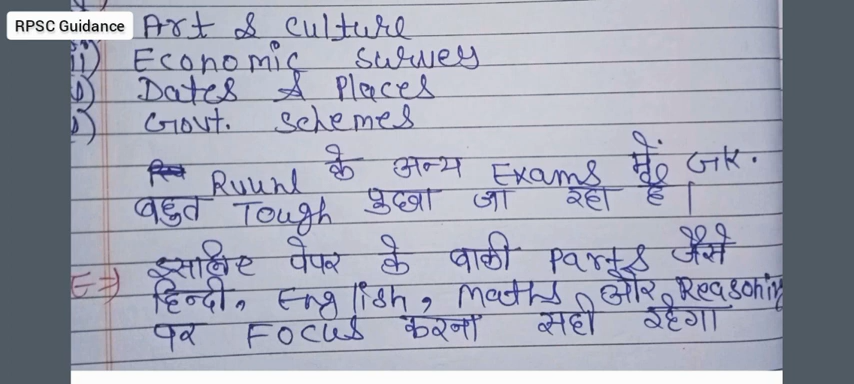 RPSC Guidance
Art & Culture
ii) Economic Survey
Dates & Places
Govt. Schemes
Ruunl के अन्य Exams में GK.
बहुत Tough पुछा जा रहा है।
इसलिए पेपर के बाकी parts जैसे
हिन्दी, English, Maths और Reasoning
पर Focus करना सही रहेगा